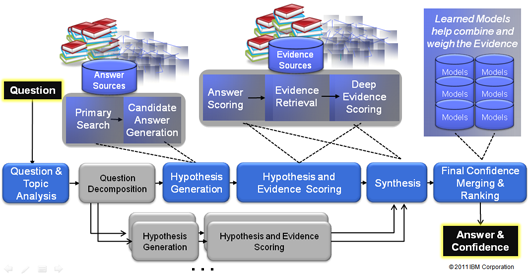 Answer
Sources
Evidence
Sources
Learned Models
help combine and
weigh the Evidence
Models
Models
Models
Models
Models
Models
Question
Primary
Search
Candidate
Answer
Generation
Answer
Scoring
Evidence
Retrieval
Deep
Evidence
Scoring
Question &
Topic
Analysis
Question
Decomposition
Hypothesis
Generation
Hypothesis and
Evidence Scoring
Synthesis
Final Confidence
Merging &
Ranking
Hypothesis
Generation
Hypothesis and Evidence
Scoring
Answer &
Confidence
. . .
© 2011 IBM Corporation